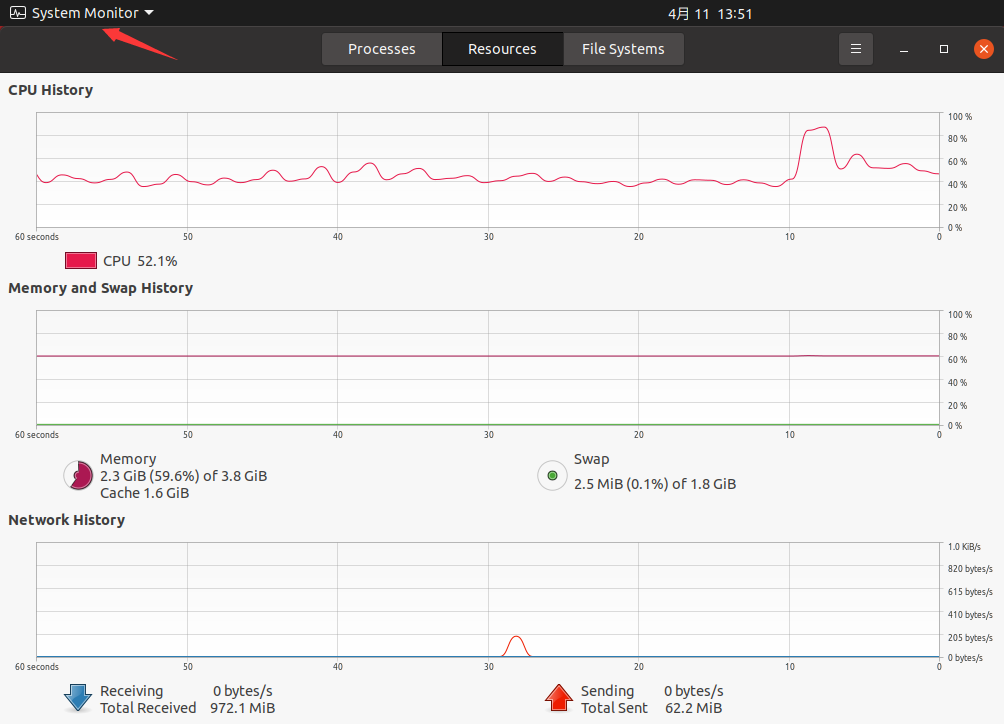 System Monitor
4月 11 13:51
Processes Resources File Systems
CPU History
100 %
80 %
60 %
40 %
20 %
0 %
60 seconds 50 40 30 20 10 0
CPU 52.1%
Memory and Swap History
100 %
80 %
60 %
40 %
20 %
0 %
60 seconds 50 40 30 20 10 0
Memory
2.3 GiB (59.6%) of 3.8 GiB
Cache 1.6 GiB
Swap
2.5 MiB (0.1%) of 1.8 GiB
Network History
1.0 KiB/s
820 bytes/s
615 bytes/s
410 bytes/s
205 bytes/s
0 bytes/s
60 seconds 50 40 30 20 10 0
Receiving 0 bytes/s
Total Received 972.1 MiB
Sending 0 bytes/s
Total Sent 62.2 MiB